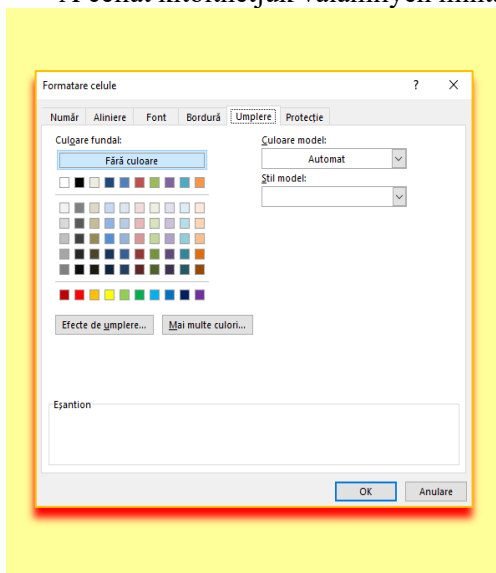 Formatare celule ? X
Număr Aliniere Font Bordură Umplere Protecție
Culoare fundal: Culoare model:
Fără culoare Automat
Stil model:
Efecte de umplere... Mai multe culori...
Eșantion
OK Anulare